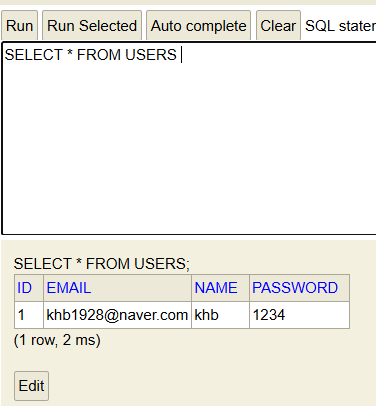 Run Run Selected Auto complete Clear SQL stater
SELECT * FROM USERS
SELECT * FROM USERS;
ID EMAIL NAME PASSWORD
1 khb1928@naver.com khb 1234
(1 row, 2 ms)
Edit